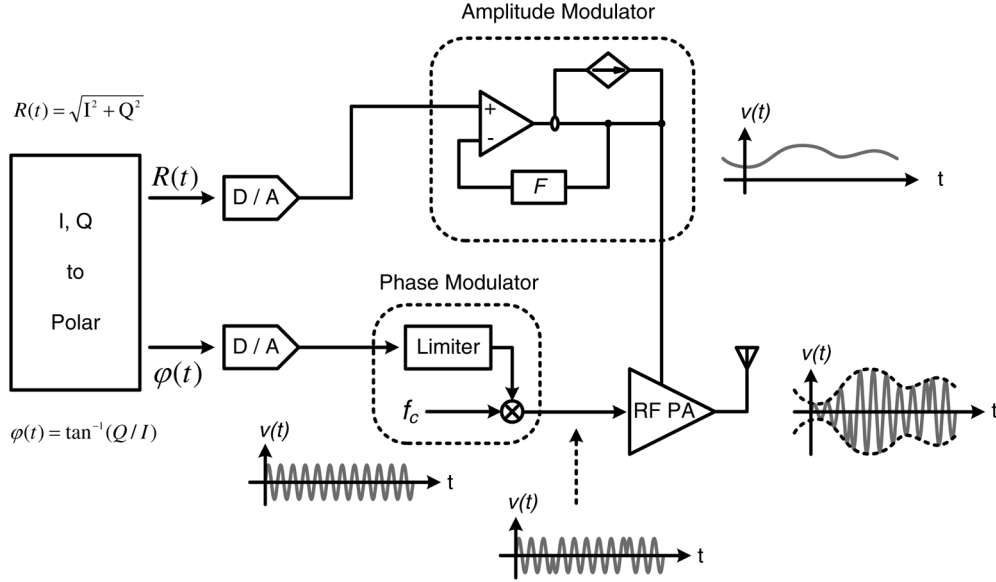 Amplitude Modulator
R(t) = √I² + Q²
+
-
F
v(t)
t
R(t)
D / A
I, Q
to
Polar
Phase Modulator
D / A
Limiter
φ(t)
f_c
RF PA
v(t)
t
φ(t) = tan⁻¹(Q / I)
v(t)
t
v(t)
t